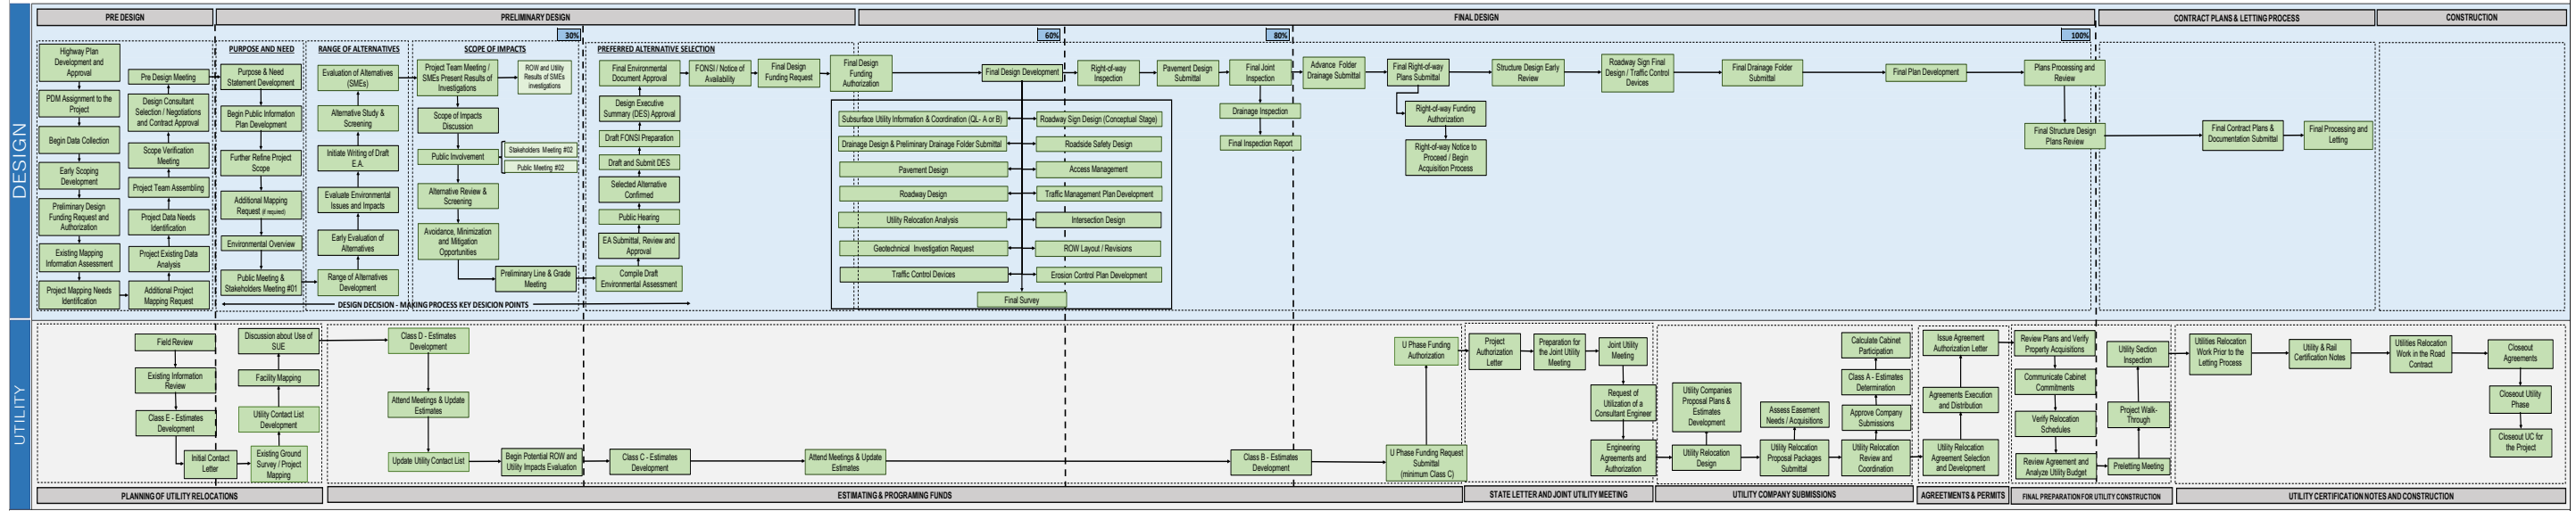 PRE DESIGN
PRELIMINARY DESIGN
FINAL DESIGN
CONTRACT PLANS & LETTING PROCESS
CONSTRUCTION
30%
60%
80%
100%
DESIGN
Highway Plan
Development and
Approval
PDM Assignment to the
Project
Begin Data Collection
Early Scoping
Development
Preliminary Design
Funding Request and
Authorization
Existing Mapping
Information Assessment
Project Mapping Needs
Identification
Pre Design Meeting
Design Consultant
Selection / Negotiations
and Contract Approval
Scope Verification
Meeting
Project Team Assembling
Project Data Needs
Identification
Project Existing Data
Analysis
Additional Project
Mapping Request
PURPOSE AND NEED
Purpose & Need
Statement Development
Begin Public Information
Plan Development
Further Refine Project
Scope
Additional Mapping
Request (if required)
Environmental Overview
Public Meeting &
Stakeholders Meeting #01
RANGE OF ALTERNATIVES
Evaluation of Alternatives
(SMEs)
Alternative Study &
Screening
Initiate Writing of Draft
E.A.
Evaluate Environmental
Issues and Impacts
Early Evaluation of
Alternatives
Range of Alternatives
Development
SCOPE OF IMPACTS
Project Team Meeting /
SMEs Present Results of
Investigations
ROW and Utility
Results of SMEs
investigations
Scope of Impacts
Discussion
Public Involvement
Stakeholders Meeting #02
Public Meeting #02
Alternative Review &
Screening
Avoidance, Minimization
and Mitigation
Opportunities
Preliminary Line & Grade
Meeting
DESIGN DECISION - MAKING PROCESS KEY DESICION POINTS
PREFERRED ALTERNATIVE SELECTION
Final Environmental
Document Approval
Design Executive
Summary (DES) Approval
Draft FONSI Preparation
Draft and Submit DES
Selected Alternative
Confirmed
Public Hearing
EA Submittal, Review and
Approval
Compile Draft
Environmental Assessment
FONSI / Notice of
Availability
Final Design
Funding Request
Final Design
Funding
Authorization
Final Design Development
Subsurface Utility Information & Coordination (QL- A or B)
Roadway Sign Design (Conceptual Stage)
Drainage Design & Preliminary Drainage Folder Submittal
Roadside Safety Design
Pavement Design
Access Management
Roadway Design
Traffic Management Plan Development
Utility Relocation Analysis
Intersection Design
Geotechnical Investigation Request
ROW Layout / Revisions
Traffic Control Devices
Erosion Control Plan Development
Final Survey
Right-of-way
Inspection
Pavement Design
Submittal
Final Joint
Inspection
Drainage Inspection
Final Inspection Report
Advance Folder
Drainage Submittal
Final Right-of-way
Plans Submittal
Right-of-way Funding
Authorization
Right-of-way Notice to
Proceed / Begin
Acquisition Process
Structure Design Early
Review
Roadway Sign Final
Design / Traffic Control
Devices
Final Drainage Folder
Submittal
Final Plan Development
Plans Processing and
Review
Final Structure Design
Plans Review
Final Contract Plans &
Documentation Submittal
Final Processing and
Letting
UTILITY
Field Review
Existing Information
Review
Class E - Estimates
Development
Initial Contact
Letter
Discussion about Use of
SUE
Facility Mapping
Utility Contact List
Development
Existing Ground
Survey / Project
Mapping
Class D - Estimates
Development
Attend Meetings & Update
Estimates
Update Utility Contact List
Begin Potential ROW and
Utility Impacts Evaluation
Class C - Estimates
Development
Attend Meetings & Update
Estimates
Class B - Estimates
Development
U Phase Funding
Authorization
U Phase Funding Request
Submittal
(minimum Class C)
Project
Authorization
Letter
Preparation for
the Joint Utility
Meeting
Joint Utility
Meeting
Request of
Utilization of a
Consultant Engineer
Engineering
Agreements and
Authorization
Utility Companies
Proposal Plans &
Estimates
Development
Utility Relocation
Design
Assess Easement
Needs / Acquisitions
Utility Relocation
Proposal Packages
Submittal
Calculate Cabinet
Participation
Class A - Estimates
Determination
Approve Company
Submissions
Utility Relocation
Review and
Coordination
Issue Agreement
Authorization Letter
Agreements Execution
and Distribution
Utility Relocation
Agreement Selection
and Development
Review Plans and Verify
Property Acquisitions
Communicate Cabinet
Commitments
Verify Relocation
Schedules
Review Agreement and
Analyze Utility Budget
Utility Section
Inspection
Project Walk-
Through
Preletting Meeting
Utilities Relocation
Work Prior to the
Letting Process
Utility & Rail
Certification Notes
Utilities Relocation
Work in the Road
Contract
Closeout
Agreements
Closeout Utility
Phase
Closeout UC for
the Project
PLANNING OF UTILITY RELOCATIONS
ESTIMATING & PROGRAMING FUNDS
STATE LETTER AND JOINT UTILITY MEETING
UTILITY COMPANY SUBMISSIONS
AGREETMENTS & PERMITS
FINAL PREPARATION FOR UTILITY CONSTRUCTION
UTILITY CERTIFICATION NOTES AND CONSTRUCTION